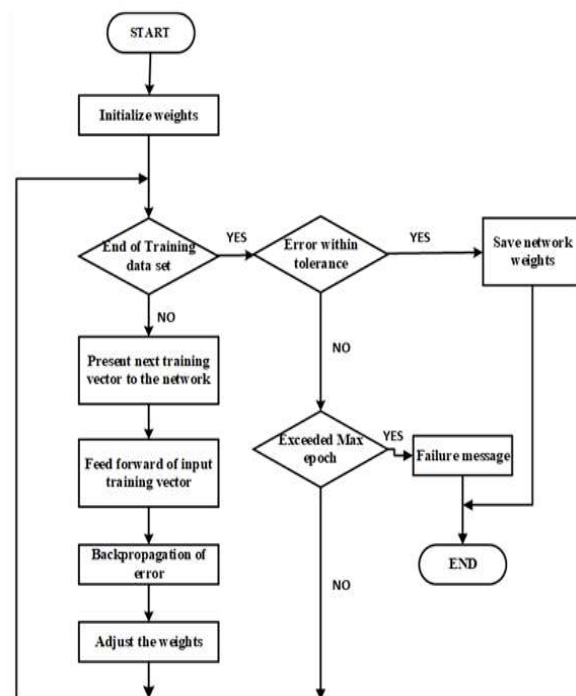 START
Initialize weights
End of Training
data set
YES
Error within
tolerance
YES
Save network
weights
NO
Present next training
vector to the network
NO
Feed forward of input
training vector
Exceeded Max
epoch
YES
Failure message
Backpropagation of
error
NO
END
Adjust the weights